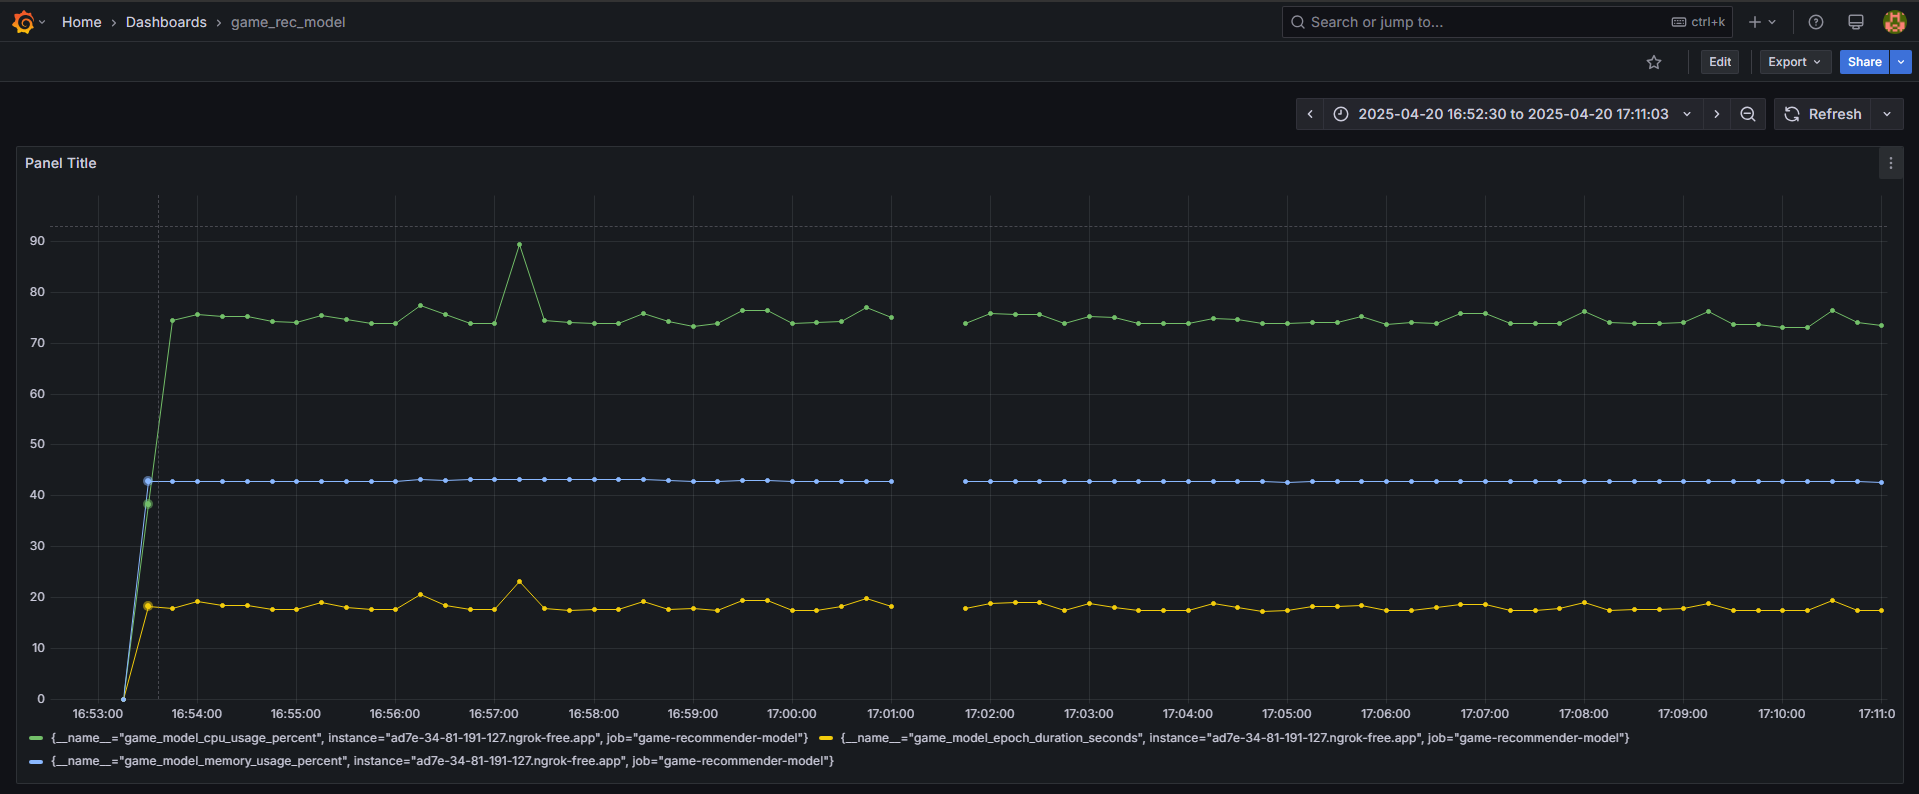 Home › Dashboards › game_rec_model
Search or jump to... ctrl+k
Edit Export Share
2025-04-20 16:52:30 to 2025-04-20 17:11:03 Refresh
Panel Title
90
80
70
60
50
40
30
20
10
0
16:53:00 16:54:00 16:55:00 16:56:00 16:57:00 16:58:00 16:59:00 17:00:00 17:01:00 17:02:00 17:03:00 17:04:00 17:05:00 17:06:00 17:07:00 17:08:00 17:09:00 17:10:00 17:11:0
{__name__="game_model_cpu_usage_percent", instance="ad7e-34-81-191-127.ngrok-free.app", job="game-recommender-model"} {__name__="game_model_epoch_duration_seconds", instance="ad7e-34-81-191-127.ngrok-free.app", job="game-recommender-model"}
{__name__="game_model_memory_usage_percent", instance="ad7e-34-81-191-127.ngrok-free.app", job="game-recommender-model"}